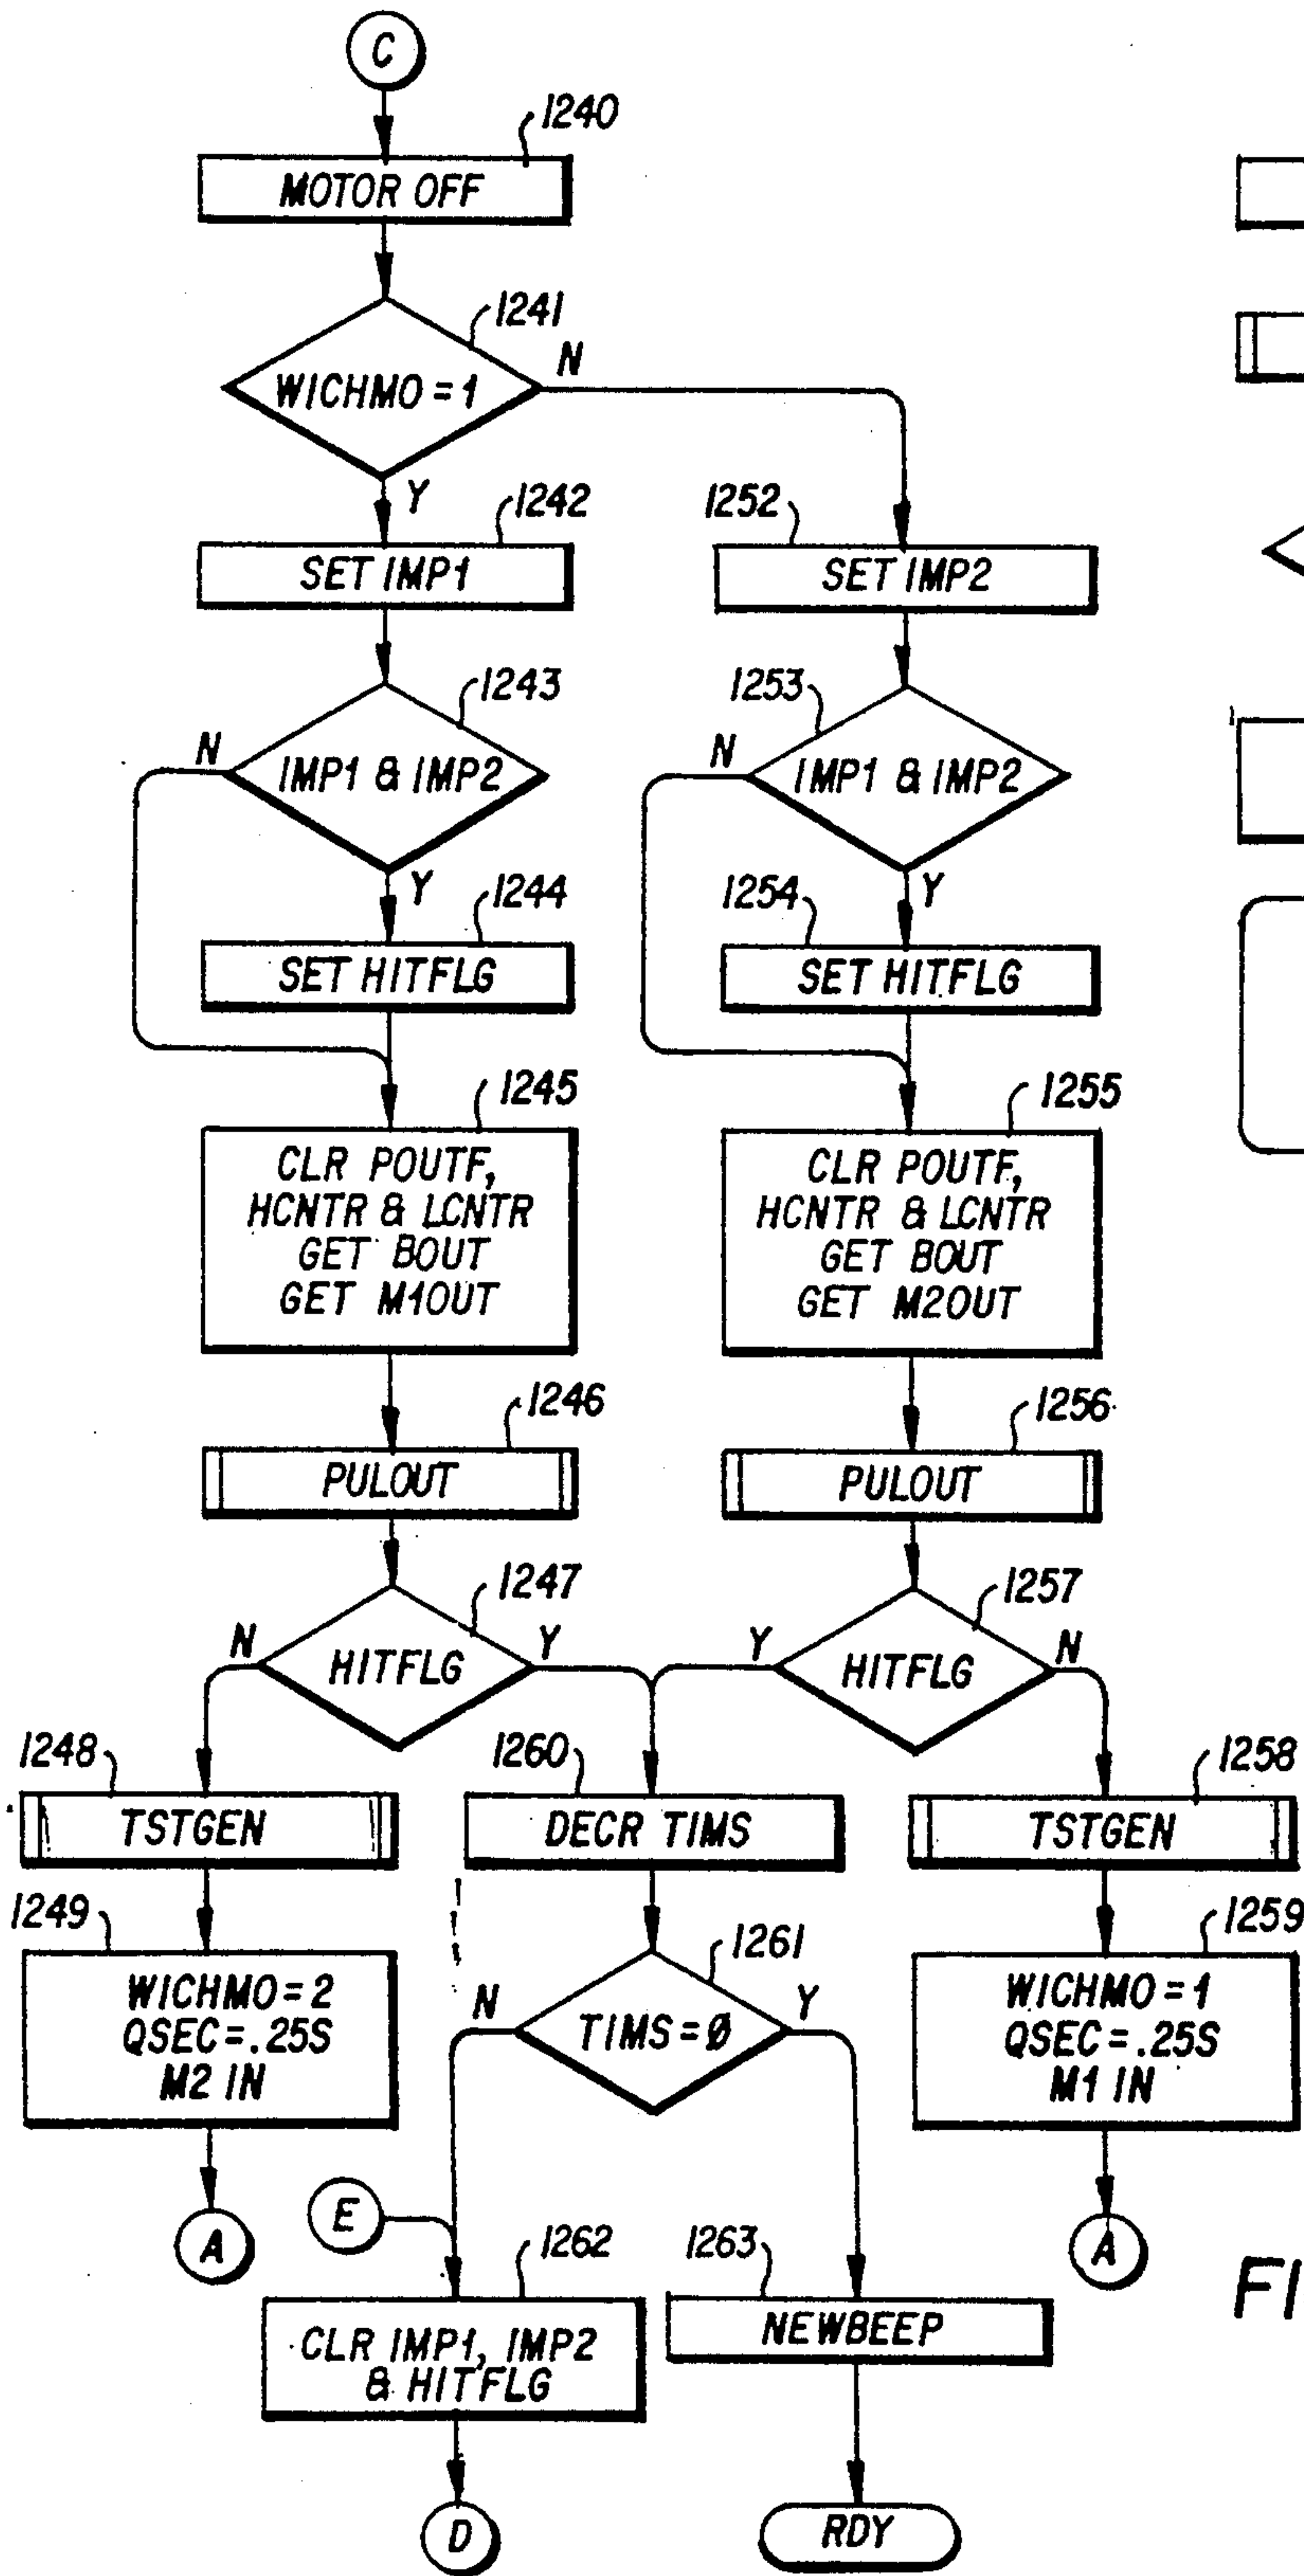 C
1240
MOTOR OFF
1241
WICHMO = 1
N
Y
1242
SET IMP1
1252
SET IMP2
1243
N
IMP1 & IMP2
Y
1253
N
IMP1 & IMP2
Y
1244
SET HITFLG
1254
SET HITFLG
1245
CLR POUTF,
HCNTR & LCNTR
GET BOUT
GET M1OUT
1255
CLR POUTF,
HCNTR & LCNTR
GET BOUT
GET M2OUT
1246
PULOUT
1256
PULOUT
1247
N
HITFLG
Y
1257
Y
HITFLG
N
1248
TSTGEN
1260
DECR TIMS
1258
TSTGEN
1249
WICHMO = 2
QSEC = .25S
M2 IN
1261
N
TIMS = Ø
Y
1259
WICHMO = 1
QSEC = .25S
M1 IN
A
E
A
1262
CLR IMP1, IMP2
& HITFLG
1263
NEWBEEP
FI
D
RDY